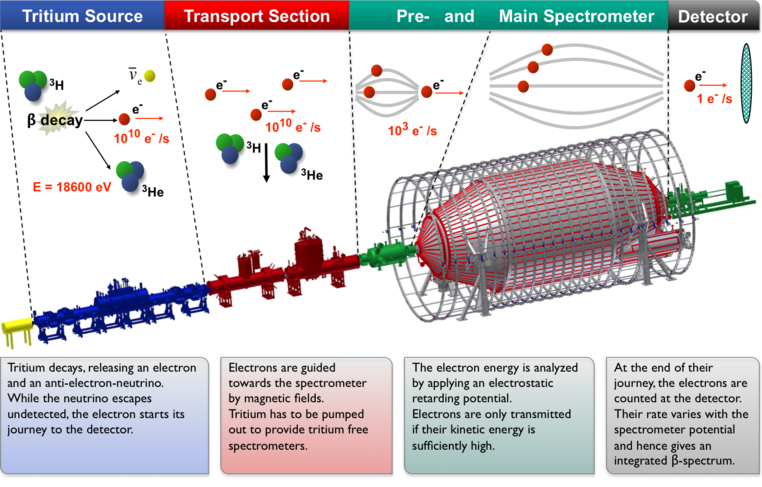 Tritium Source
Transport Section
Pre- and
Main Spectrometer
Detector
³H
ν̅e
β decay
e⁻
10¹⁰ e⁻ /s
E = 18600 eV
³He
e⁻
e⁻
e⁻
10¹⁰ e⁻ /s
³H
³He
e⁻
10³ e⁻ /s
e⁻
1 e⁻ /s
Tritium decays, releasing an electron
and an anti-electron-neutrino.
While the neutrino escapes
undetected, the electron starts its
journey to the detector.
Electrons are guided
towards the spectrometer
by magnetic fields.
Tritium has to be pumped
out to provide tritium free
spectrometers.
The electron energy is analyzed
by applying an electrostatic
retarding potential.
Electrons are only transmitted
if their kinetic energy is
sufficiently high.
At the end of their
journey, the electrons are
counted at the detector.
Their rate varies with the
spectrometer potential
and hence gives an
integrated β-spectrum.